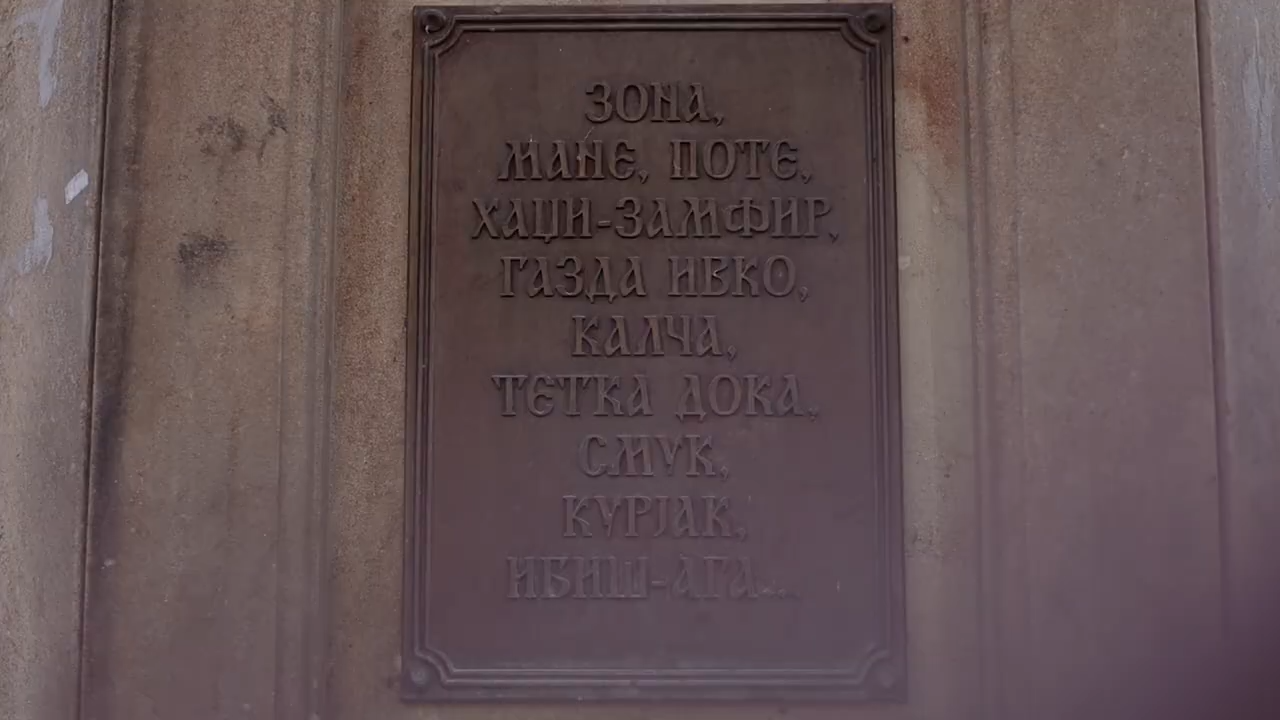 ЗОНА,
МАНЕ, ПОТЕ,
ХАЏИ-ЗАМФИР,
ГАЗДА ИВКО,
КАЛЧА,
ТЕТКА ДОКА,
СМУК,
КУРЈАК,
ИБИШ-АГА...